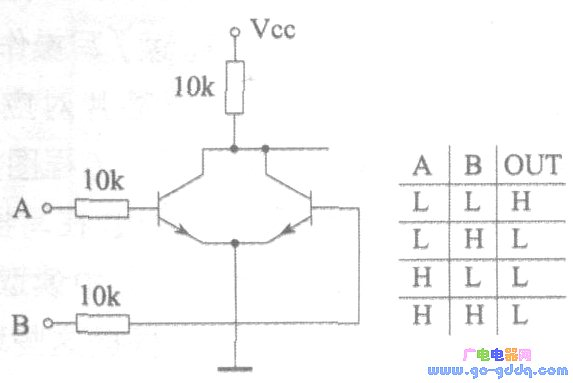 Vcc
10k
10k
A
10k
B
A B OUT
L L H
L H L
H L L
H H L
广电电器网
www.go-gddq.com